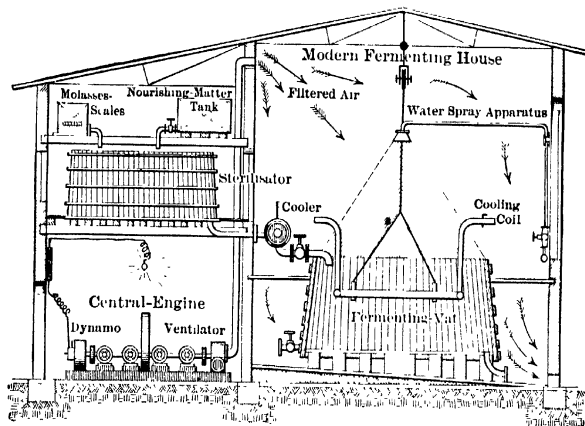 Modern Fermenting House
Molasses-
Scales
Nourishing-Matter
Tank
Filtered Air
Water Spray Apparatus
Sterilisator
Cooler
Cooling
Coil
Central-Engine
Dynamo
Ventilator
Fermenting-Vat